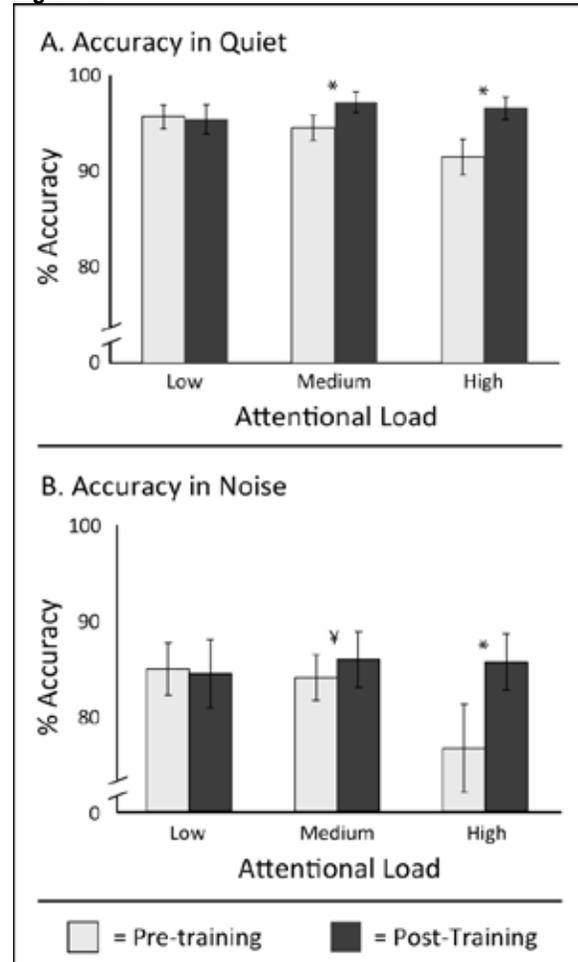 A. Accuracy in Quiet
100
* *
90
% Accuracy
80
0
Low Medium High
Attentional Load
B. Accuracy in Noise
100
90
¥ *
% Accuracy
80
0
Low Medium High
Attentional Load
= Pre-training = Post-Training